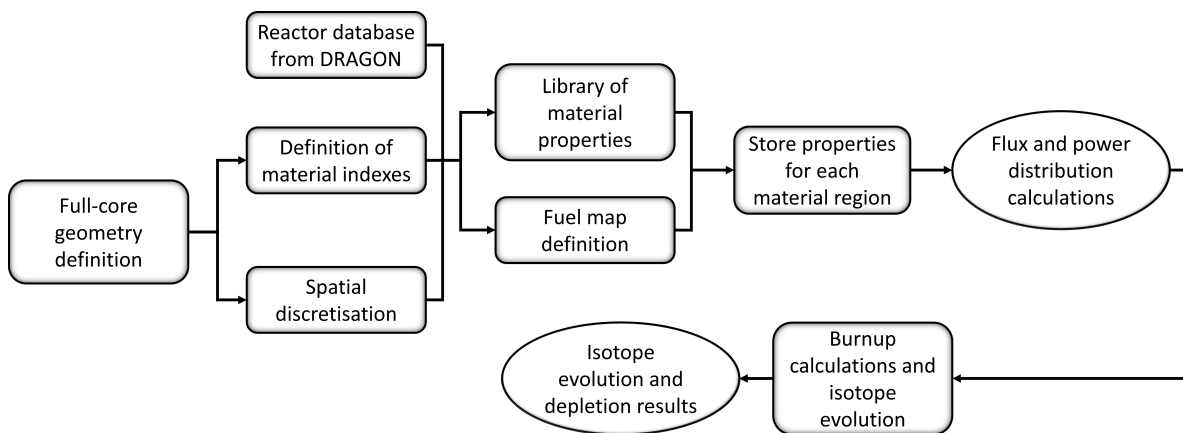 Reactor database
from DRAGON
Definition of
material indexes
Full-core
geometry
definition
Spatial
discretisation
Library of
material
properties
Fuel map
definition
Store properties
for each
material region
Flux and power
distribution
calculations
Burnup
calculations and
isotope
evolution
Isotope
evolution and
depletion results